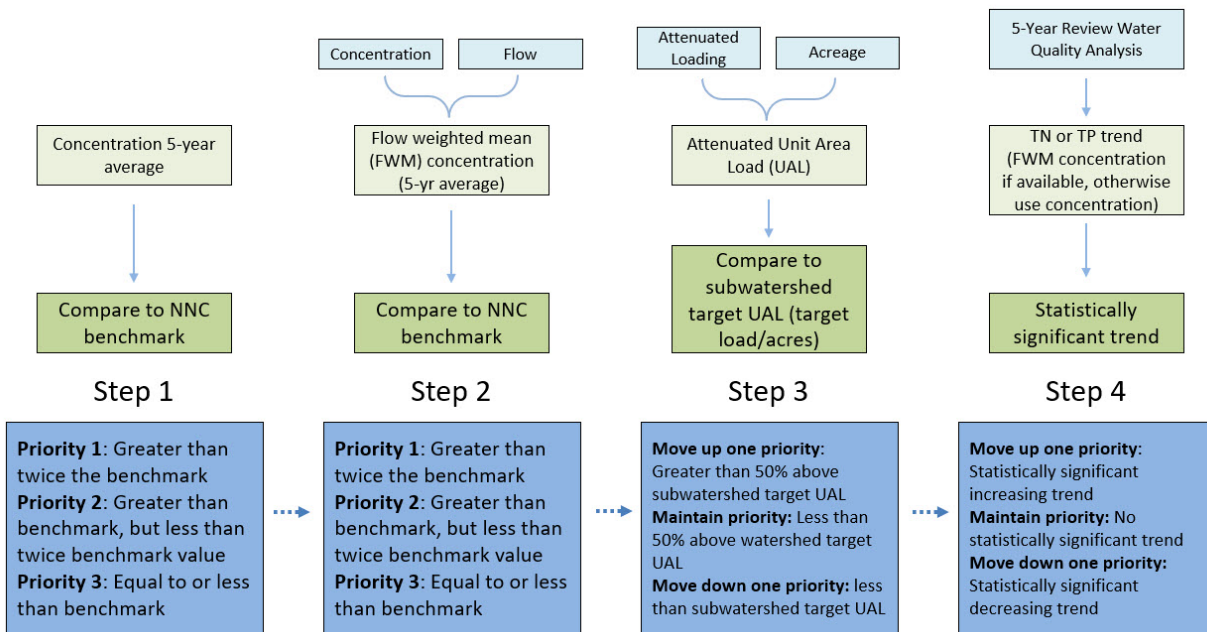 Concentration 5-year
average
Compare to NNC
benchmark
Step 1
Priority 1: Greater than
twice the benchmark
Priority 2: Greater than
benchmark, but less than
twice benchmark value
Priority 3: Equal to or less
than benchmark
Concentration
Flow
Flow weighted mean
(FWM) concentration
(5-yr average)
Compare to NNC
benchmark
Step 2
Priority 1: Greater than
twice the benchmark
Priority 2: Greater than
benchmark, but less than
twice benchmark value
Priority 3: Equal to or less
than benchmark
Attenuated
Loading
Acreage
Attenuated Unit Area
Load (UAL)
Compare to
subwatershed
target UAL (target
load/acres)
Step 3
Move up one priority:
Greater than 50% above
subwatershed target UAL
Maintain priority: Less than
50% above watershed target
UAL
Move down one priority: less
than subwatershed target UAL
5-Year Review Water
Quality Analysis
TN or TP trend
(FWM concentration
if available, otherwise
use concentration)
Statistically
significant trend
Step 4
Move up one priority:
Statistically significant
increasing trend
Maintain priority: No
statistically significant trend
Move down one priority:
Statistically significant
decreasing trend